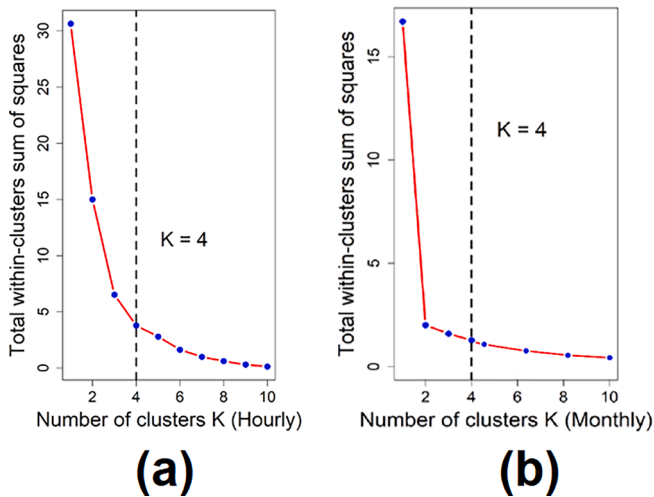 Total within-clusters sum of squares
30
25
20
15
10
5
0
K = 4
2 4 6 8 10
Number of clusters K (Hourly)
(a)
Total within-clusters sum of squares
15
10
5
0
K = 4
2 4 6 8 10
Number of clusters K (Monthly)
(b)